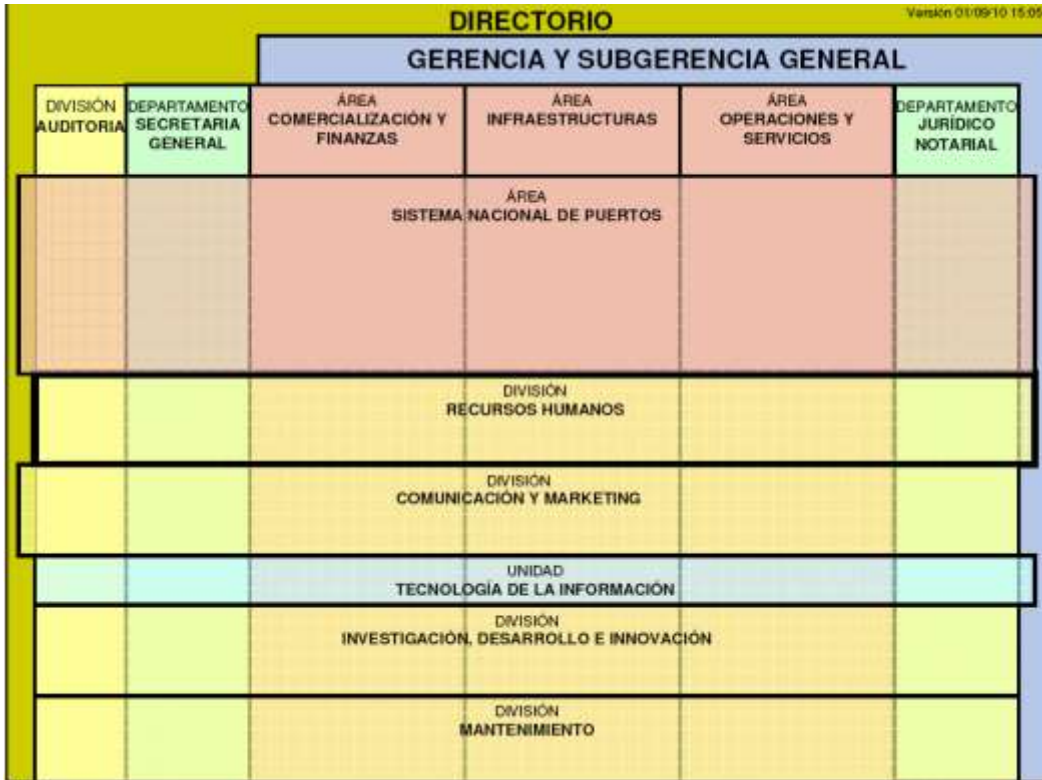 DIRECTORIO
Versión 01/09/10 15:05
GERENCIA Y SUBGERENCIA GENERAL
DIVISIÓN
AUDITORIA
DEPARTAMENTO
SECRETARIA
GENERAL
ÁREA
COMERCIALIZACIÓN Y
FINANZAS
ÁREA
INFRAESTRUCTURAS
ÁREA
OPERACIONES Y
SERVICIOS
DEPARTAMENTO
JURÍDICO
NOTARIAL
ÁREA
SISTEMA NACIONAL DE PUERTOS
DIVISIÓN
RECURSOS HUMANOS
DIVISIÓN
COMUNICACIÓN Y MARKETING
UNIDAD
TECNOLOGÍA DE LA INFORMACIÓN
DIVISIÓN
INVESTIGACIÓN, DESARROLLO E INNOVACIÓN
DIVISIÓN
MANTENIMIENTO